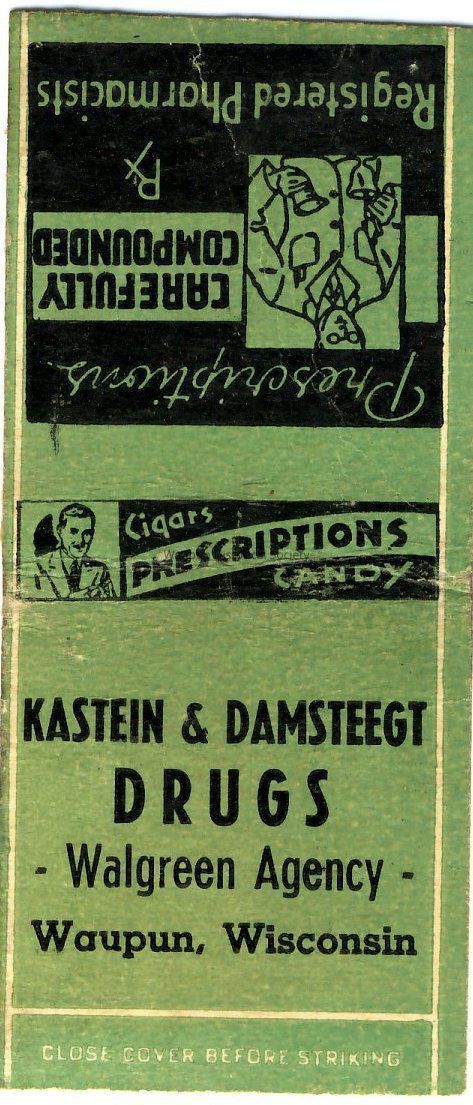 Registered Pharmacists
Rx
CAREFULLY
COMPOUNDED
Prescriptions
Cigars
PRESCRIPTIONS
CANDY
KASTEIN & DAMSTEEGT
DRUGS
- Walgreen Agency -
Waupun, Wisconsin
CLOSE COVER BEFORE STRIKING